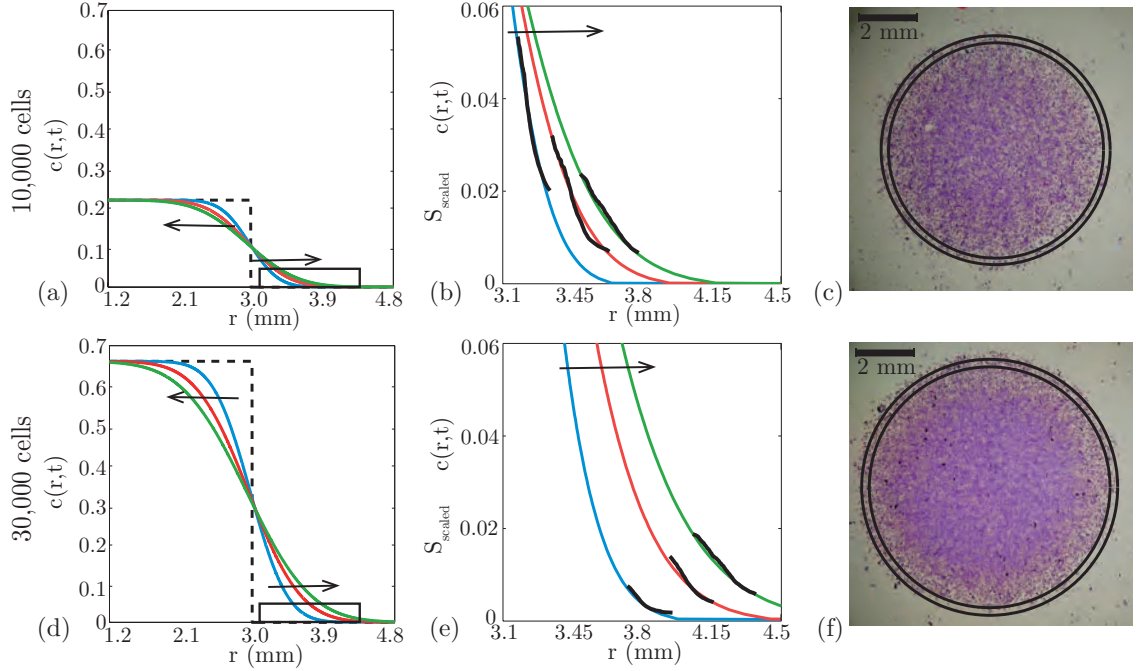 10,000 cells
c(r,t)
0.7
0.6
0.5
0.4
0.3
0.2
0.1
0
1.2 2.1 3.0 3.9 4.8
r (mm)
(a)
S scaled c(r,t)
0.06
0.04
0.02
0
3.1 3.45 3.8 4.15 4.5
r (mm)
(b)
2 mm
(c)
30,000 cells
c(r,t)
0.7
0.6
0.5
0.4
0.3
0.2
0.1
0
1.2 2.1 3.0 3.9 4.8
r (mm)
(d)
S scaled c(r,t)
0.06
0.04
0.02
0
3.1 3.45 3.8 4.15 4.5
r (mm)
(e)
2 mm
(f)